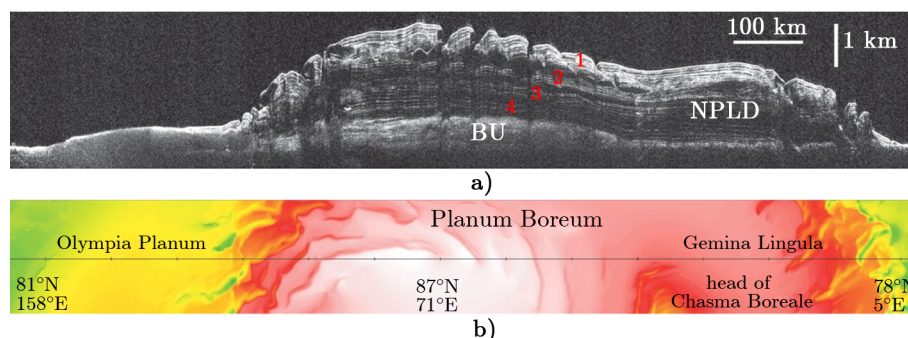 100 km
1 km
1
2
3
4
NPLD
BU
a)
Planum Boreum
Olympia Planum
Gemina Lingula
81°N
158°E
87°N
71°E
head of
Chasma Boreale
78°N
5°E
b)